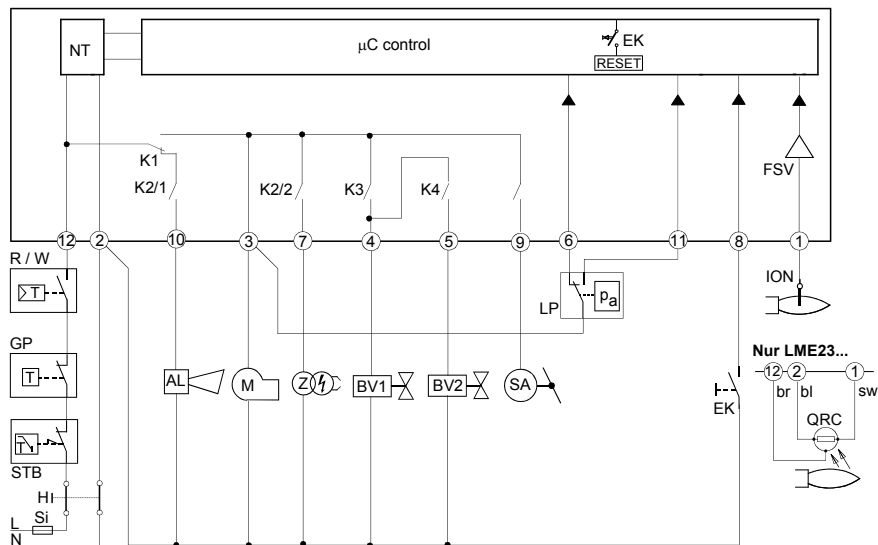 NT
µC control
EK
RESET
K1
K2/1
K2/2
K3
K4
FSV
12
2
10
3
7
4
5
9
6
11
8
1
R / W
T
GP
T
STB
T
H
L
Si
N
AL
M
Z
BV1
BV2
SA
LP
pa
EK
ION
Nur LME23...
12
2
1
br
bl
sw
QRC